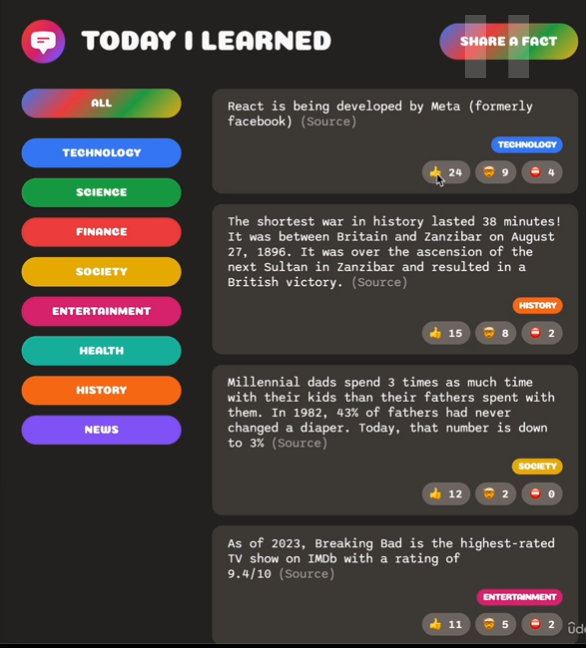 TODAY I LEARNED
SHARE A FACT
ALL
TECHNOLOGY
SCIENCE
FINANCE
SOCIETY
ENTERTAINMENT
HEALTH
HISTORY
NEWS
React is being developed by Meta (formerly
facebook) (Source)
TECHNOLOGY
👍 24 🤯 9 ⛔ 4
The shortest war in history lasted 38 minutes!
It was between Britain and Zanzibar on August
27, 1896. It was over the ascension of the
next Sultan in Zanzibar and resulted in a
British victory. (Source)
HISTORY
👍 15 🤯 8 ⛔ 2
Millennial dads spend 3 times as much time
with their kids than their fathers spent with
them. In 1982, 43% of fathers had never
changed a diaper. Today, that number is down
to 3% (Source)
SOCIETY
👍 12 🤯 2 ⛔ 0
As of 2023, Breaking Bad is the highest-rated
TV show on IMDb with a rating of
9.4/10 (Source)
ENTERTAINMENT
👍 11 🤯 5 ⛔ 2